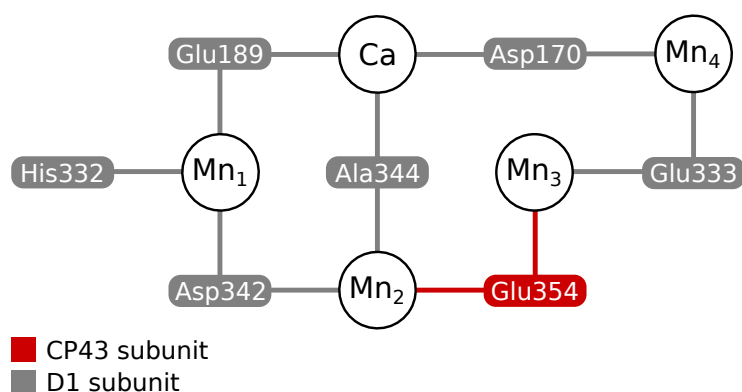 Glu189 Ca Asp170 Mn₄
His332 Mn₁ Ala344 Mn₃ Glu333
Asp342 Mn₂ Glu354
CP43 subunit
D1 subunit